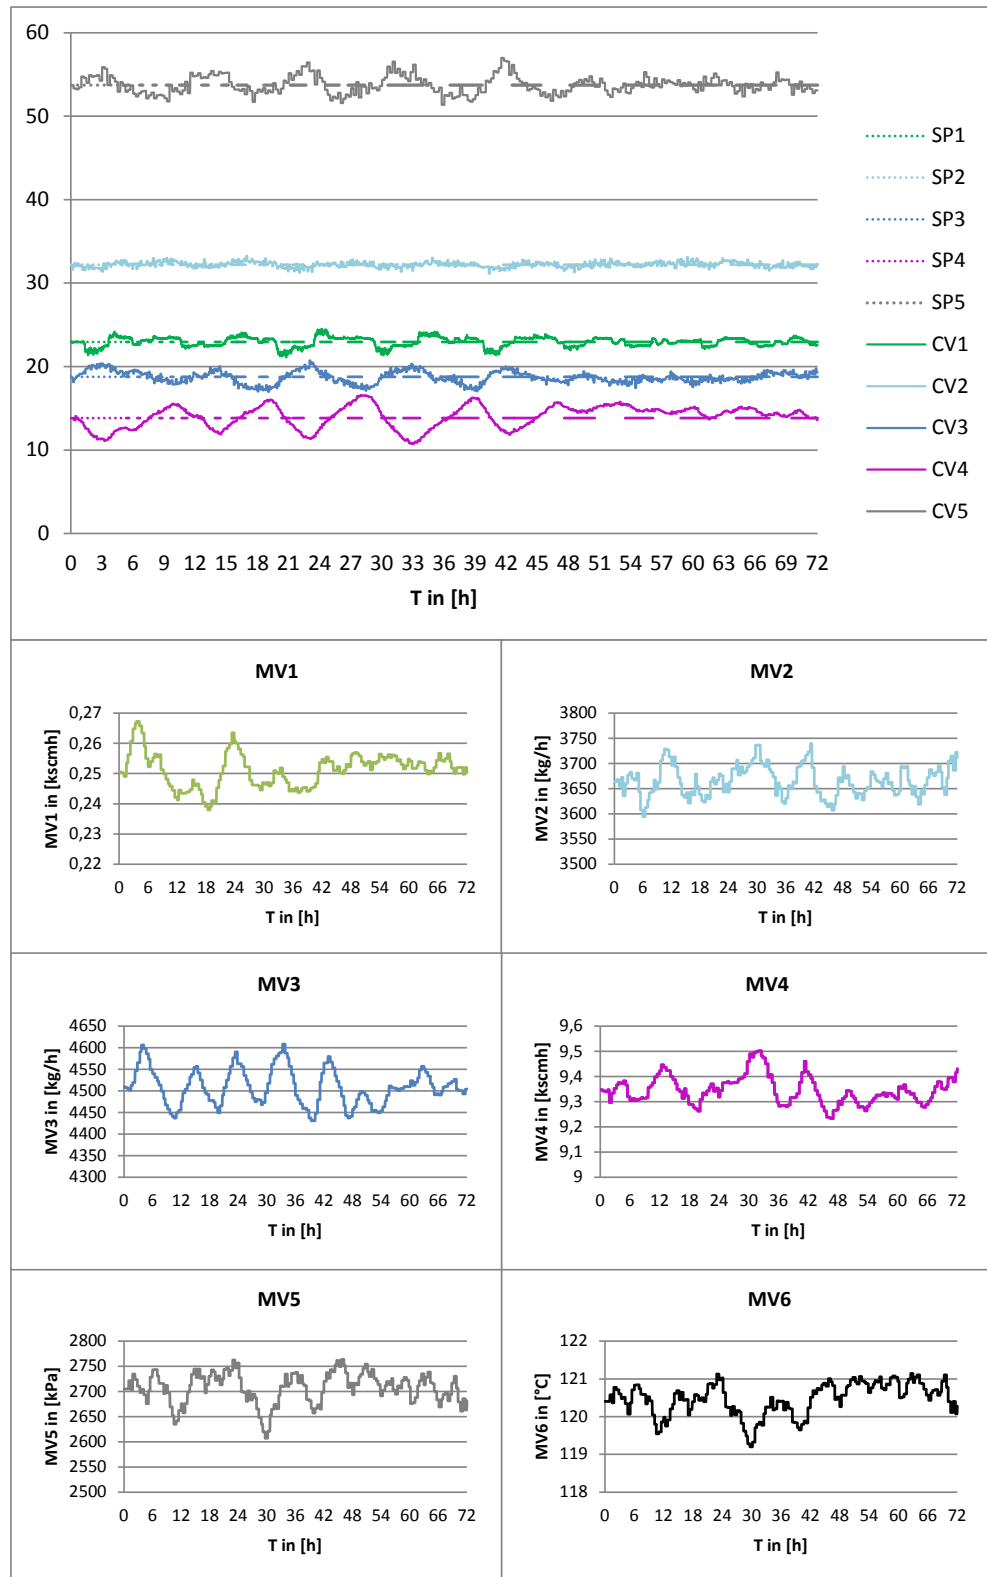 60
50
40
30
20
10
0
0 3 6 9 12 15 18 21 24 27 30 33 36 39 42 45 48 51 54 57 60 63 66 69 72
T in [h]
SP1
SP2
SP3
SP4
SP5
CV1
CV2
CV3
CV4
CV5
MV1
MV1 in [kscmh]
0,27
0,26
0,25
0,24
0,23
0,22
0 6 12 18 24 30 36 42 48 54 60 66 72
T in [h]
MV2
MV2 in [kg/h]
3800
3750
3700
3650
3600
3550
3500
0 6 12 18 24 30 36 42 48 54 60 66 72
T in [h]
MV3
MV3 in [kg/h]
4650
4600
4550
4500
4450
4400
4350
4300
0 6 12 18 24 30 36 42 48 54 60 66 72
T in [h]
MV4
MV4 in [kscmh]
9,6
9,5
9,4
9,3
9,2
9,1
9
0 6 12 18 24 30 36 42 48 54 60 66 72
T in [h]
MV5
MV5 in [kPa]
2800
2750
2700
2650
2600
2550
2500
0 6 12 18 24 30 36 42 48 54 60 66 72
T in [h]
MV6
MV6 in [°C]
122
121
120
119
118
0 6 12 18 24 30 36 42 48 54 60 66 72
T in [h]